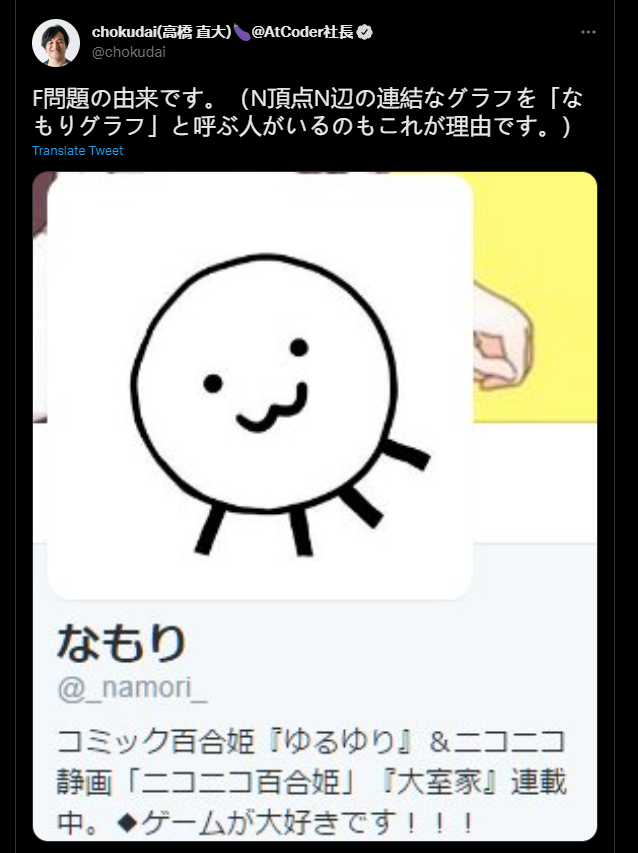 chokudai(高橋 直大)🍆@AtCoder社長
@chokudai
F問題の由来です。（N頂点N辺の連結なグラフを「な
もりグラフ」と呼ぶ人がいるのもこれが理由です。）
Translate Tweet
なもり
@_namori_
コミック百合姫『ゆるゆり』＆ニコニコ
静画「ニコニコ百合姫」『大室家』連載
中。◆ゲームが大好きです！！！